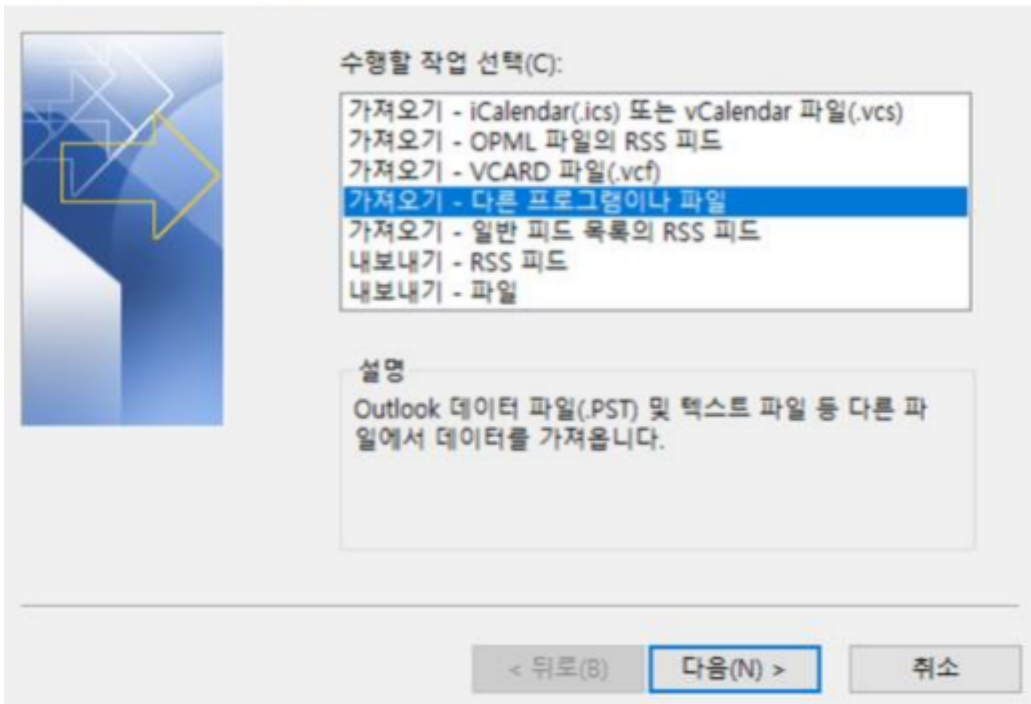 수행할 작업 선택(C):
가져오기 - iCalendar(.ics) 또는 vCalendar 파일(.vcs)
가져오기 - OPML 파일의 RSS 피드
가져오기 - VCARD 파일(.vcf)
가져오기 - 다른 프로그램이나 파일
가져오기 - 일반 피드 목록의 RSS 피드
내보내기 - RSS 피드
내보내기 - 파일
설명
Outlook 데이터 파일(.PST) 및 텍스트 파일 등 다른 파
일에서 데이터를 가져옵니다.
< 뒤로(B) 다음(N) > 취소